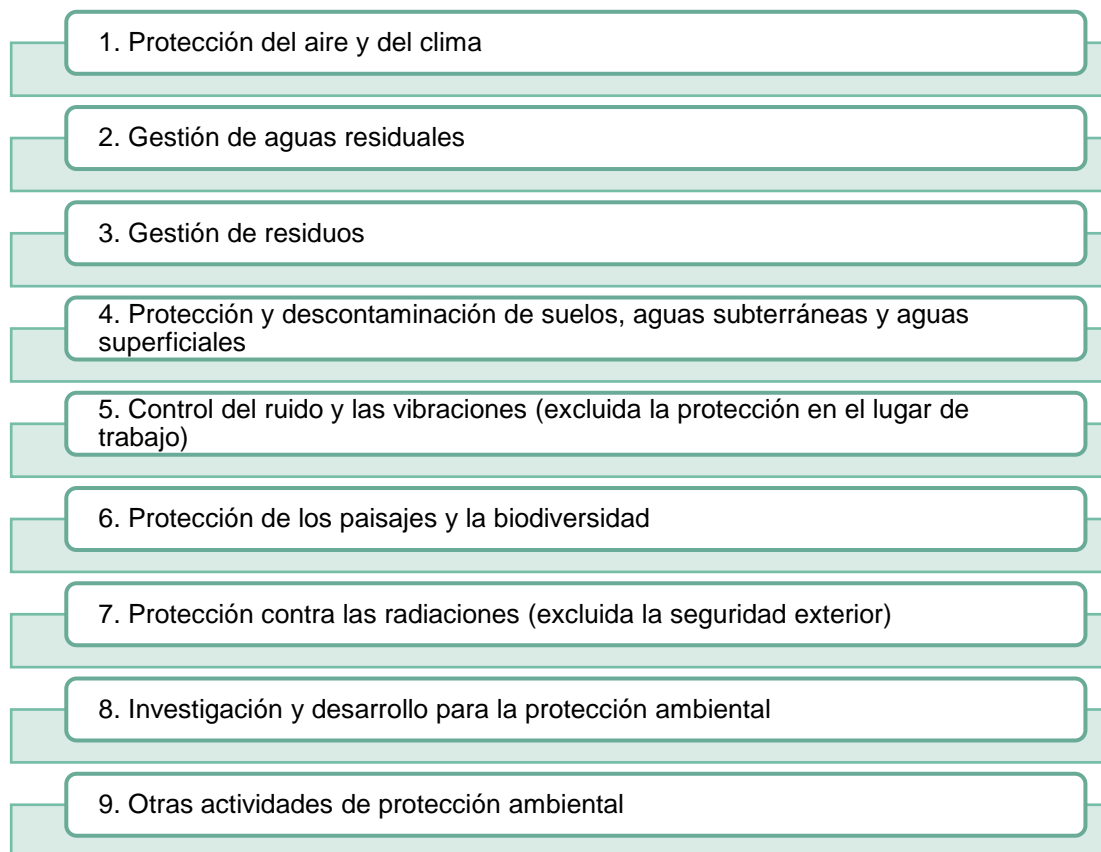 1. Protección del aire y del clima
2. Gestión de aguas residuales
3. Gestión de residuos
4. Protección y descontaminación de suelos, aguas subterráneas y aguas
superficiales
5. Control del ruido y las vibraciones (excluida la protección en el lugar de
trabajo)
6. Protección de los paisajes y la biodiversidad
7. Protección contra las radiaciones (excluida la seguridad exterior)
8. Investigación y desarrollo para la protección ambiental
9. Otras actividades de protección ambiental